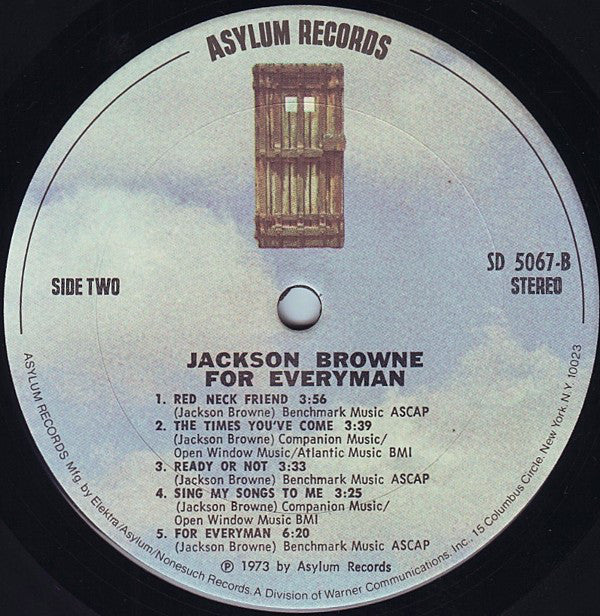 ASYLUM RECORDS
SIDE TWO
SD 5067-B
STEREO
JACKSON BROWNE
FOR EVERYMAN
1. RED NECK FRIEND 3:56
(Jackson Browne) Benchmark Music ASCAP
2. THE TIMES YOU'VE COME 3:39
(Jackson Browne) Companion Music/
Open Window Music/Atlantic Music BMI
3. READY OR NOT 3:33
(Jackson Browne) Benchmark Music ASCAP
4. SING MY SONGS TO ME 3:25
(Jackson Browne) Companion Music/
Open Window Music BMI
5. FOR EVERYMAN 6:20
(Jackson Browne) Benchmark Music ASCAP
℗ 1973 by Asylum Records
ASYLUM RECORDS Mfg. by Elektra/Asylum/Nonesuch Records. A Division of Warner Communications, Inc., 15 Columbus Circle, New York, N.Y. 10023